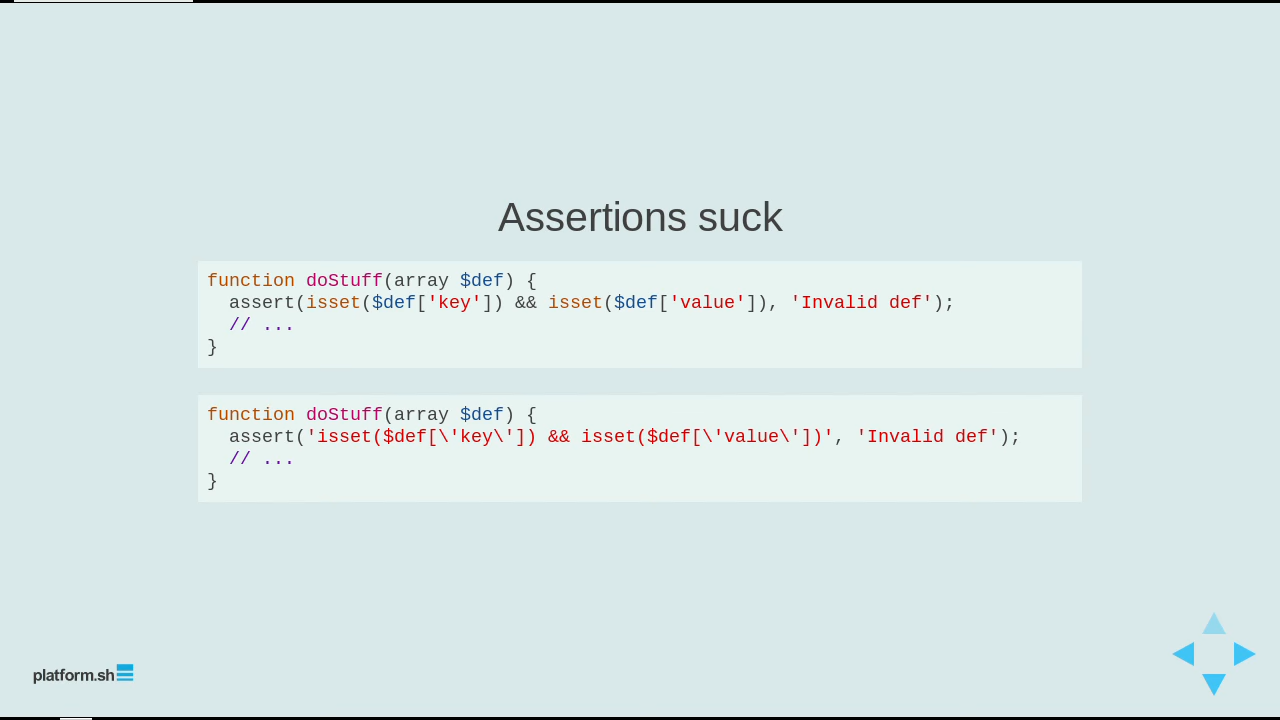 Assertions suck
function doStuff(array $def) {
  assert(isset($def['key']) && isset($def['value']), 'Invalid def');
  // ...
}
function doStuff(array $def) {
  assert('isset($def[\'key\']) && isset($def[\'value\'])', 'Invalid def');
  // ...
}
platform.sh